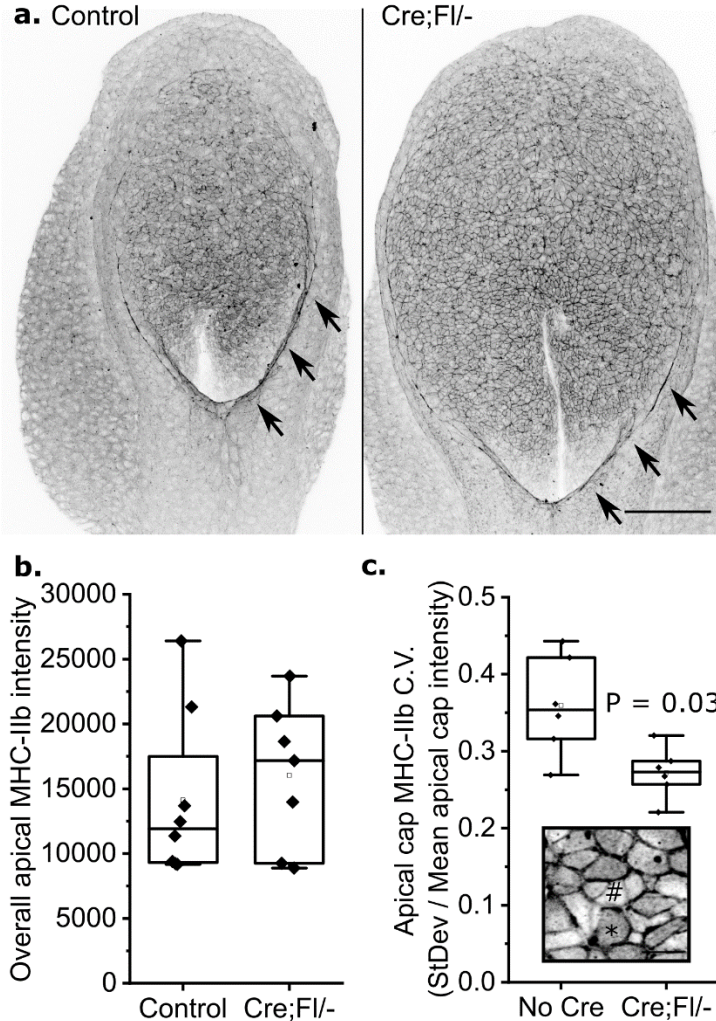 a. Control
Cre;Fl/-
b.
Overall apical MHC-IIb intensity
30000
25000
20000
15000
10000
5000
0
Control
Cre;Fl/-
c.
Apical cap MHC-IIb C.V.
(StDev / Mean apical cap intensity)
0.5
0.4
0.3
0.2
0.1
0.0
P = 0.03
#
*
No Cre
Cre;Fl/-